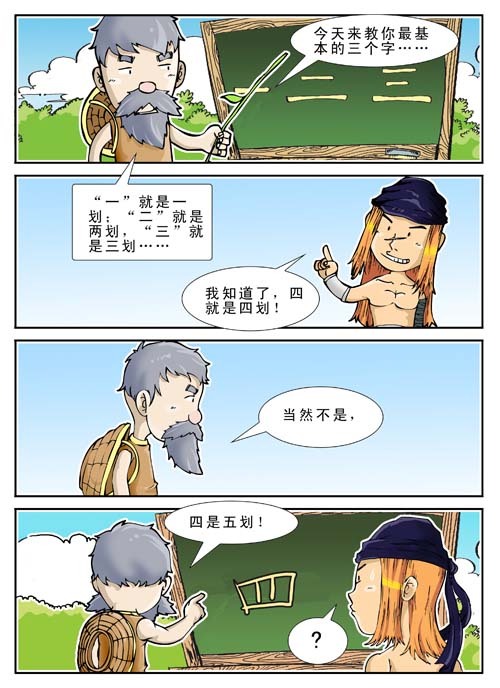 今天来教你最基
本的三个字……
一 二 三
“一”就是一
划；“二”就是
两划，“三”就
是三划……
我知道了，四
就是四划！
当然不是，
四是五划！
四
？